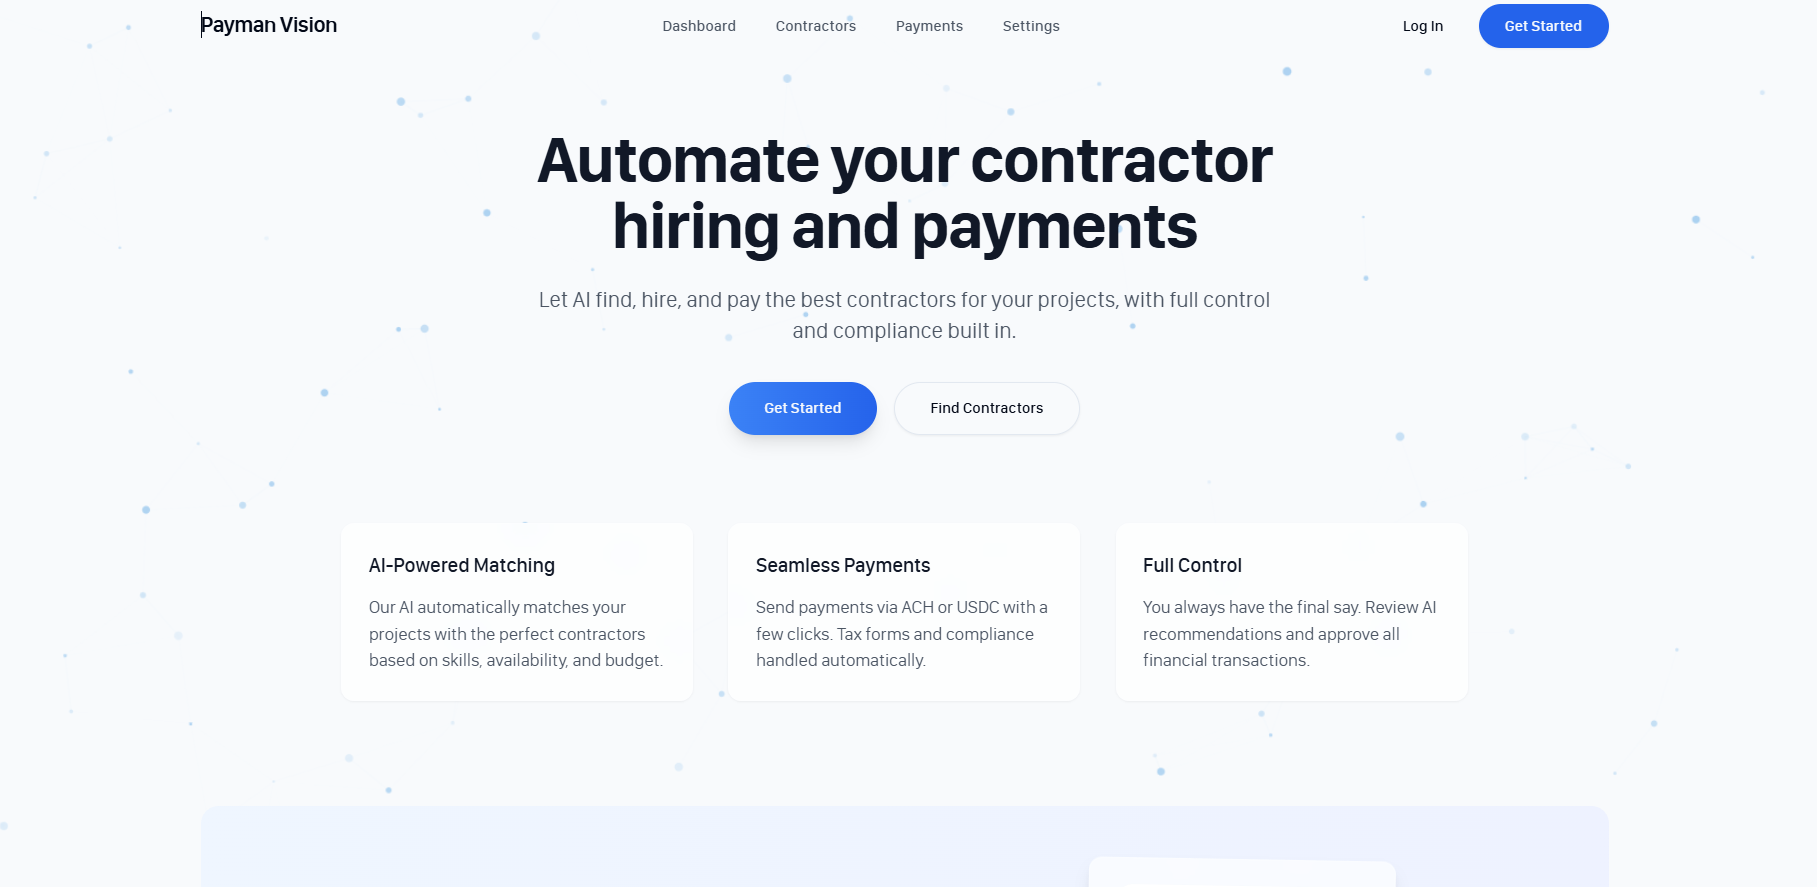 Payman Vision
Dashboard
Contractors
Payments
Settings
Log In
Get Started
Automate your contractor
hiring and payments
Let AI find, hire, and pay the best contractors for your projects, with full control
and compliance built in.
Get Started
Find Contractors
AI-Powered Matching
Our AI automatically matches your
projects with the perfect contractors
based on skills, availability, and budget.
Seamless Payments
Send payments via ACH or USDC with a
few clicks. Tax forms and compliance
handled automatically.
Full Control
You always have the final say. Review AI
recommendations and approve all
financial transactions.